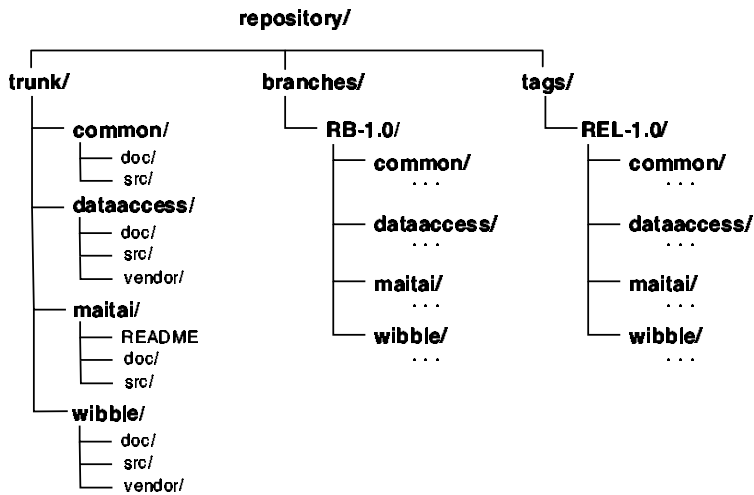 repository/
trunk/
common/
doc/
src/
dataaccess/
doc/
src/
vendor/
maitai/
README
doc/
src/
wibble/
doc/
src/
vendor/
branches/
RB-1.0/
common/
. . .
dataaccess/
. . .
maitai/
. . .
wibble/
. . .
tags/
REL-1.0/
common/
. . .
dataaccess/
. . .
maitai/
. . .
wibble/
. . .